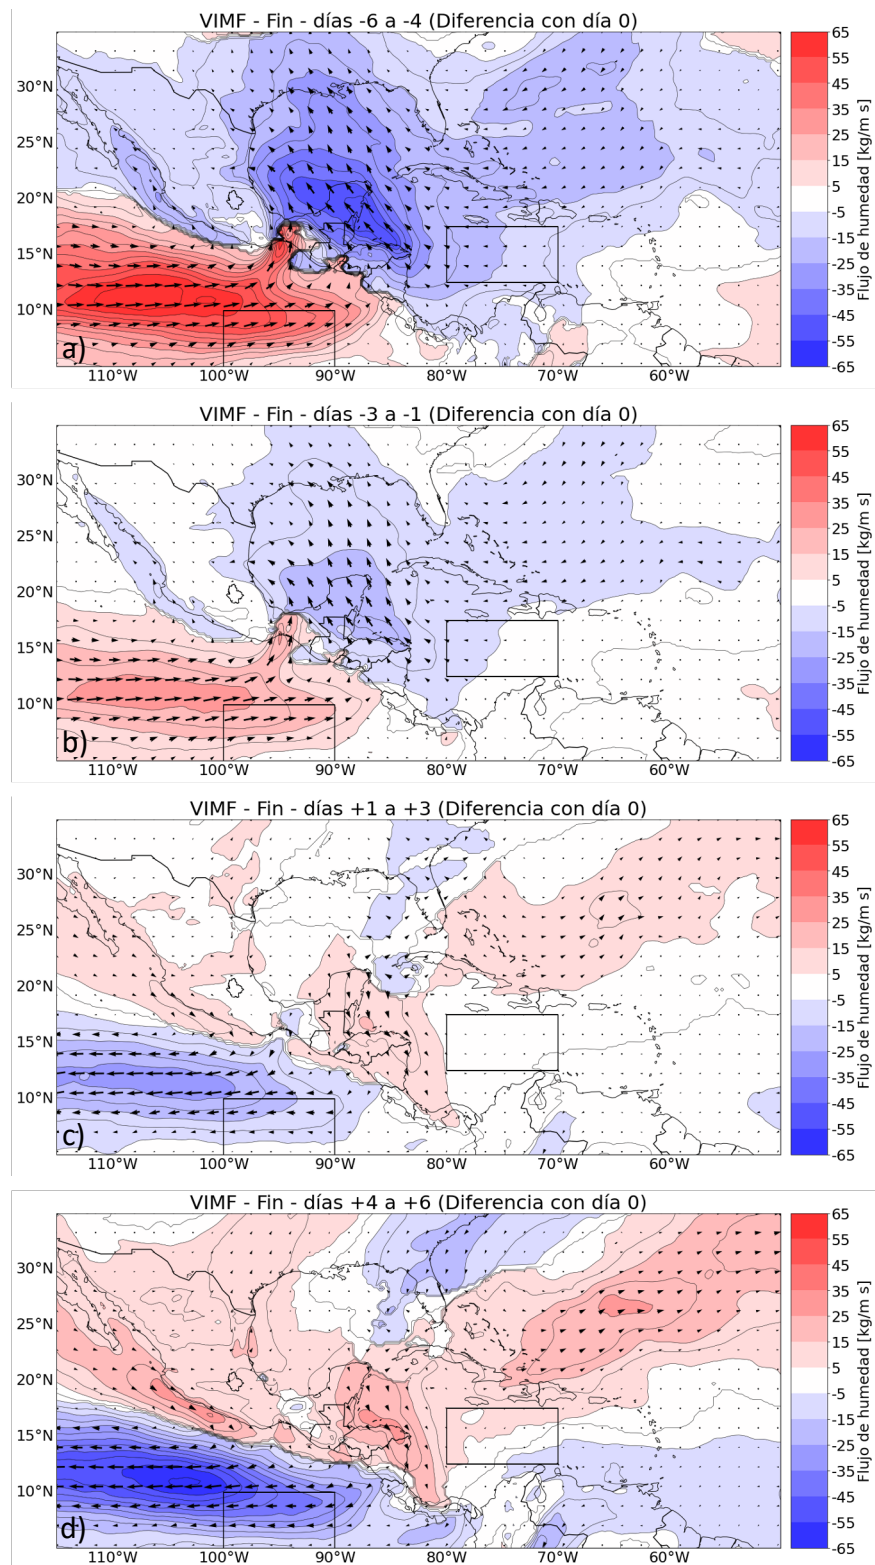 VIMF - Fin - días -6 a -4 (Diferencia con día 0)
30°N
25°N
20°N
15°N
10°N
a)
110°W 100°W 90°W 80°W 70°W 60°W
65
55
45
35
25
15
5
-5
-15
-25
-35
-45
-55
-65
Flujo de humedad [kg/m s]
VIMF - Fin - días -3 a -1 (Diferencia con día 0)
30°N
25°N
20°N
15°N
10°N
b)
110°W 100°W 90°W 80°W 70°W 60°W
65
55
45
35
25
15
5
-5
-15
-25
-35
-45
-55
-65
Flujo de humedad [kg/m s]
VIMF - Fin - días +1 a +3 (Diferencia con día 0)
30°N
25°N
20°N
15°N
10°N
c)
110°W 100°W 90°W 80°W 70°W 60°W
65
55
45
35
25
15
5
-5
-15
-25
-35
-45
-55
-65
Flujo de humedad [kg/m s]
VIMF - Fin - días +4 a +6 (Diferencia con día 0)
30°N
25°N
20°N
15°N
10°N
d)
110°W 100°W 90°W 80°W 70°W 60°W
65
55
45
35
25
15
5
-5
-15
-25
-35
-45
-55
-65
Flujo de humedad [kg/m s]